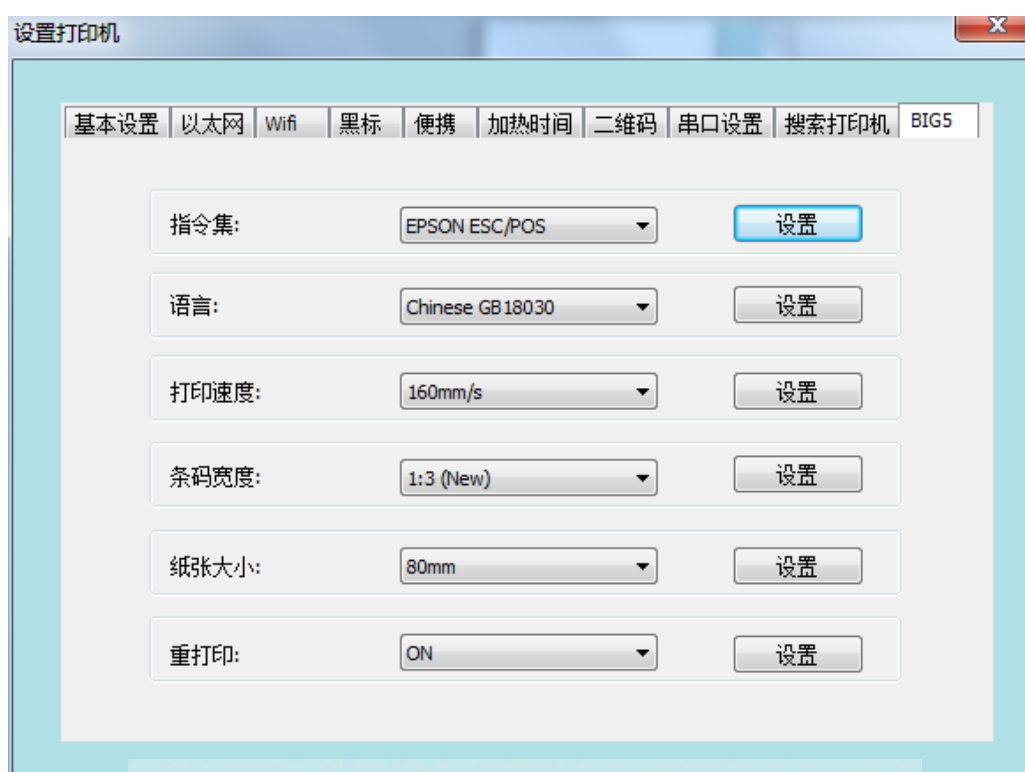 设置打印机
基本设置 以太网 Wifi 黑标 便携 加热时间 二维码 串口设置 搜索打印机 BIG5
指令集: EPSON ESC/POS 设置
语言: Chinese GB18030 设置
打印速度: 160mm/s 设置
条码宽度: 1:3 (New) 设置
纸张大小: 80mm 设置
重打印: ON 设置